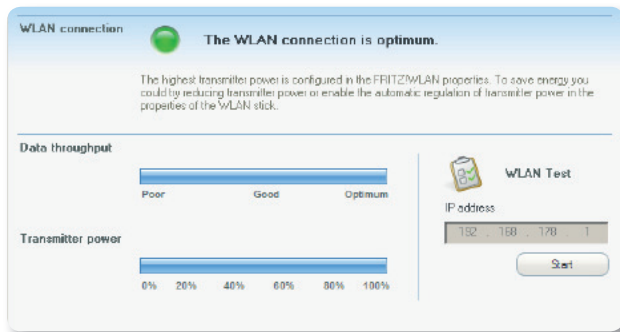 WLAN connection
The WLAN connection is optimum.
The highest transmitter power is configured in the FRITZ!WLAN properties. To save energy you
could by reducing transmitter power or enable the automatic regulation of transmitter power in the
properties of the WLAN stick.
Data throughput
Poor Good Optimum
Transmitter power
0% 20% 40% 60% 80% 100%
WLAN Test
IP address
192 . 168 . 178 . 1
Start